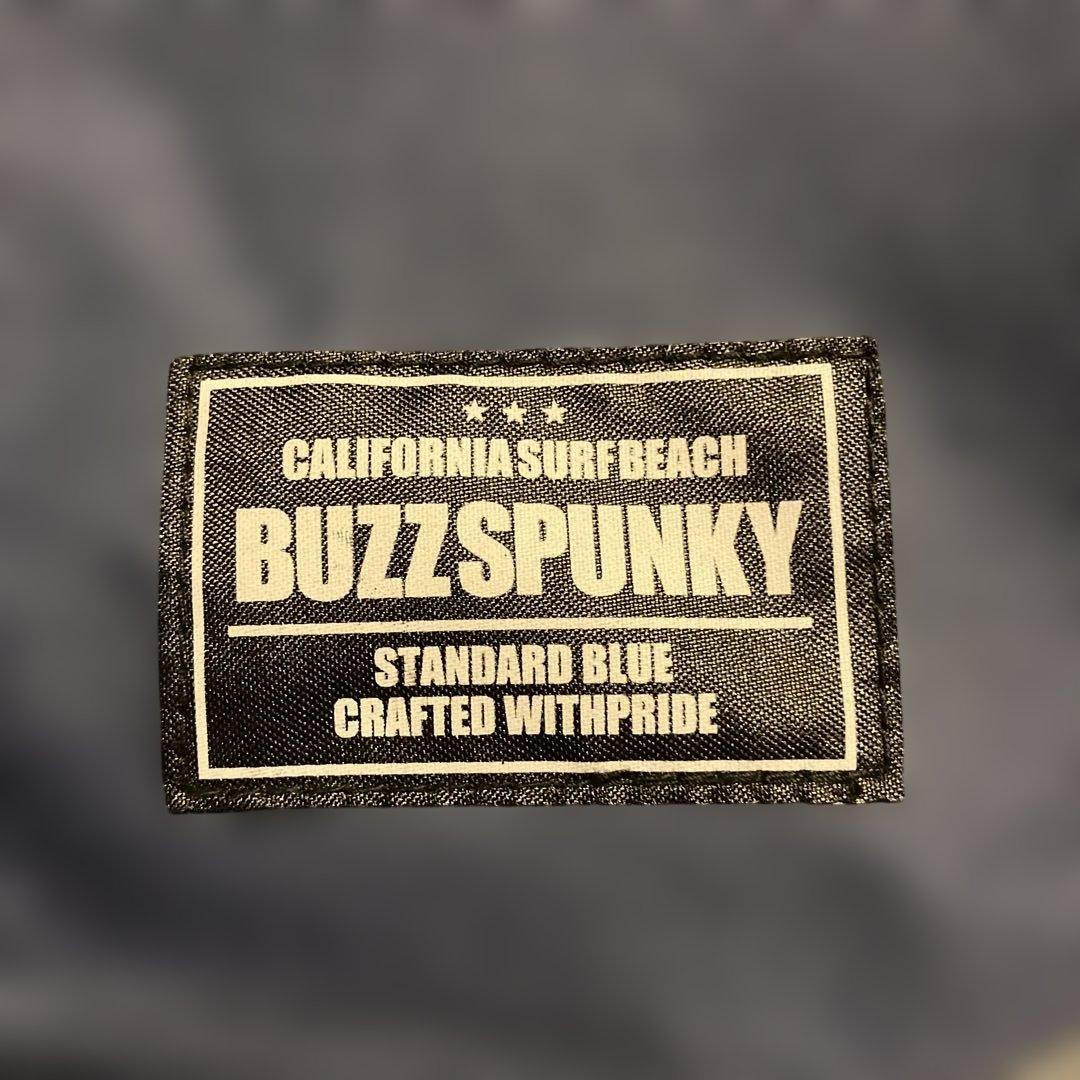 ★ ★ ★
CALIFORNIA SURF BEACH
BUZZ SPUNKY
STANDARD BLUE
CRAFTED WITHPRIDE